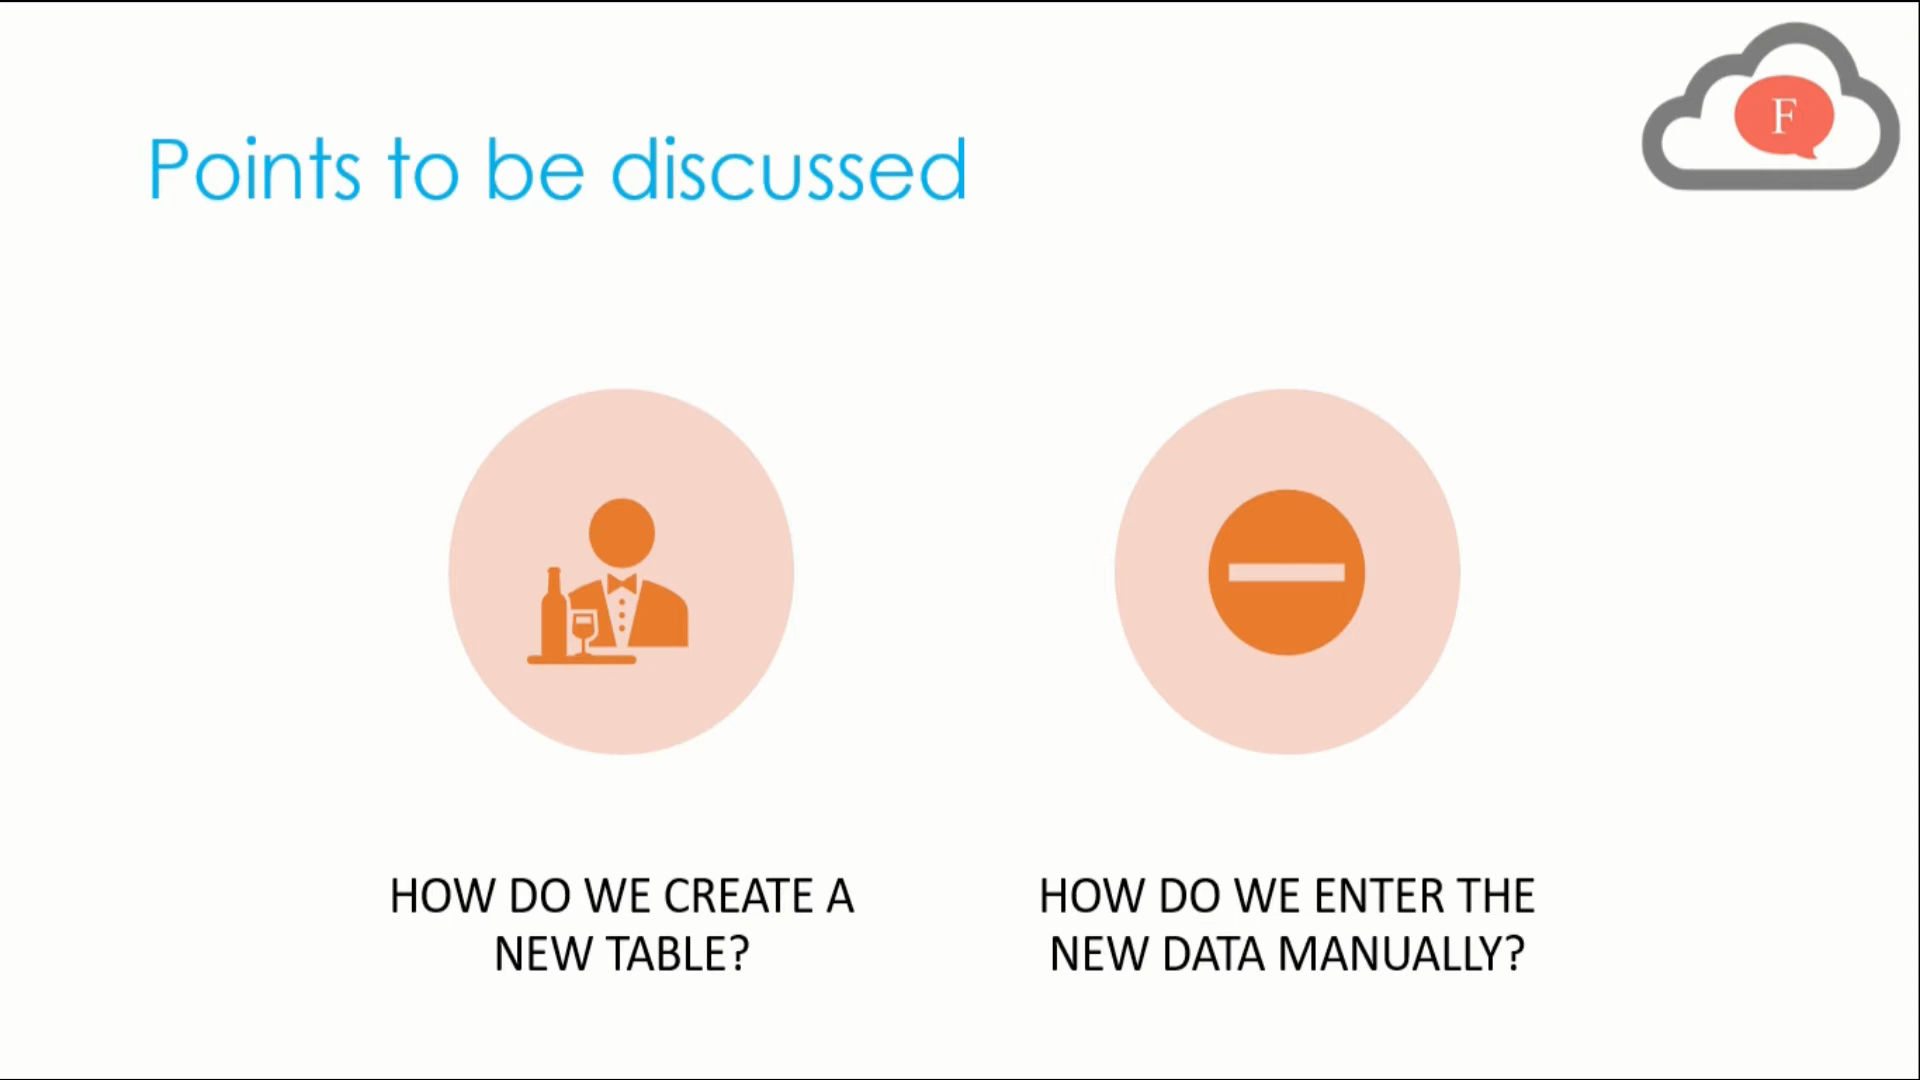 F
Points to be discussed
HOW DO WE CREATE A
NEW TABLE?
HOW DO WE ENTER THE
NEW DATA MANUALLY?